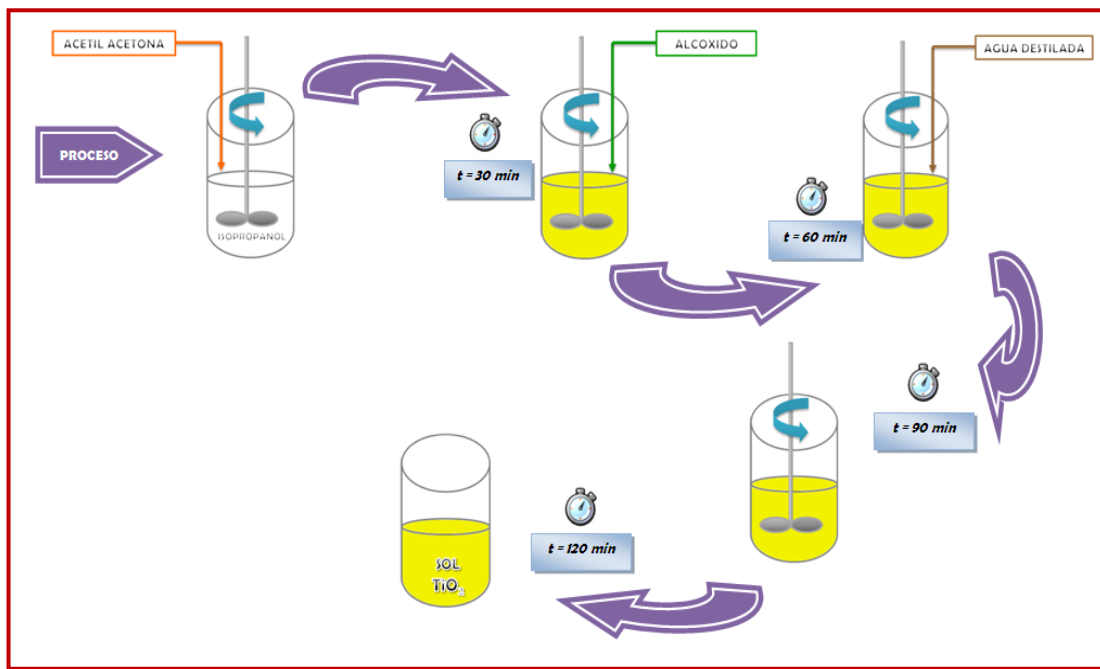 ACETIL ACETONA
ALCOXIDO
AGUA DESTILADA
PROCESO
t = 30 min
ISOPROPANOL
t = 60 min
t = 90 min
t = 120 min
SOL
TiO₂